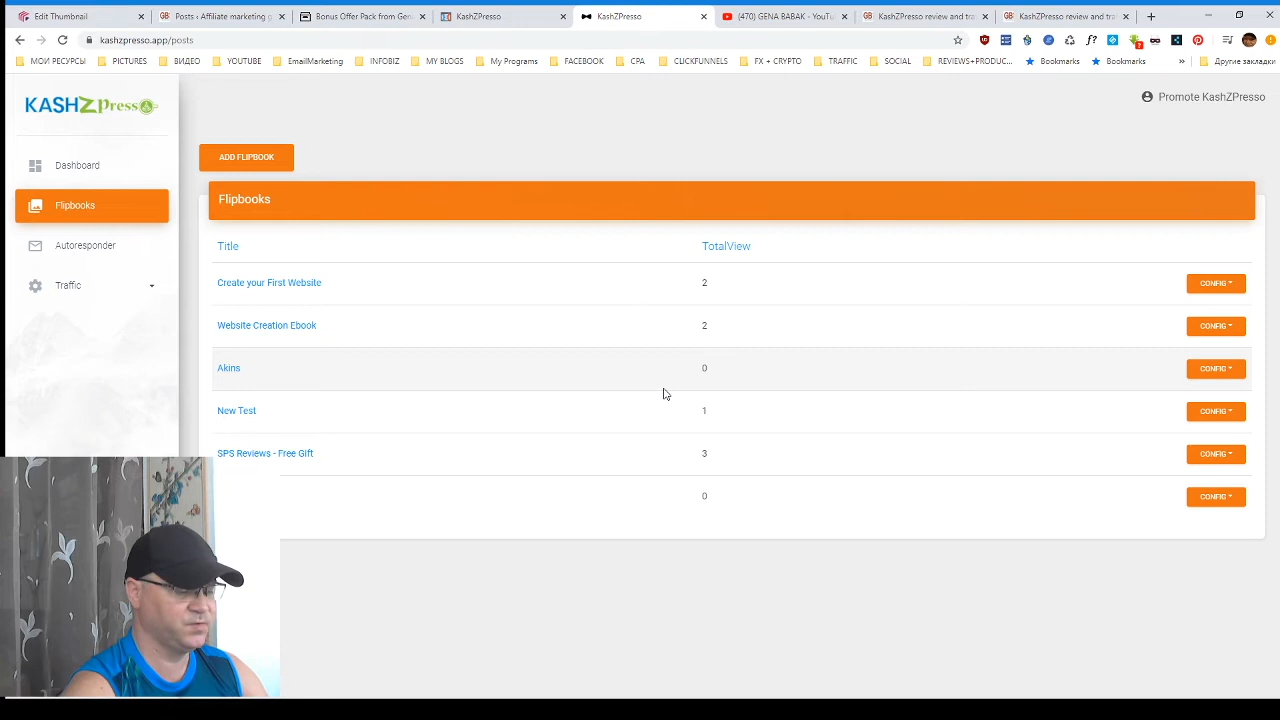 Edit Thumbnail
Posts ‹ Affiliate marketing g
Bonus Offer Pack from Gen
KashZPresso
KashZPresso
(470) GENA BABAK - YouTu
KashZPresso review and tra
KashZPresso review and tra
kashzpresso.app/posts
МОИ РЕСУРСЫ
PICTURES
ВИДЕО
YOUTUBE
EmailMarketing
INFOBIZ
MY BLOGS
My Programs
FACEBOOK
CPA
CLICKFUNNELS
FX + CRYPTO
TRAFFIC
SOCIAL
REVIEWS+PRODUC...
Bookmarks
Bookmarks
Другие закладки
KASHZPresso
Promote KashZPresso
Dashboard
Flipbooks
Autoresponder
Traffic
ADD FLIPBOOK
Flipbooks
Title TotalView
Create your First Website 2 CONFIG
Website Creation Ebook 2 CONFIG
Akins 0 CONFIG
New Test 1 CONFIG
SPS Reviews - Free Gift 3 CONFIG
0 CONFIG